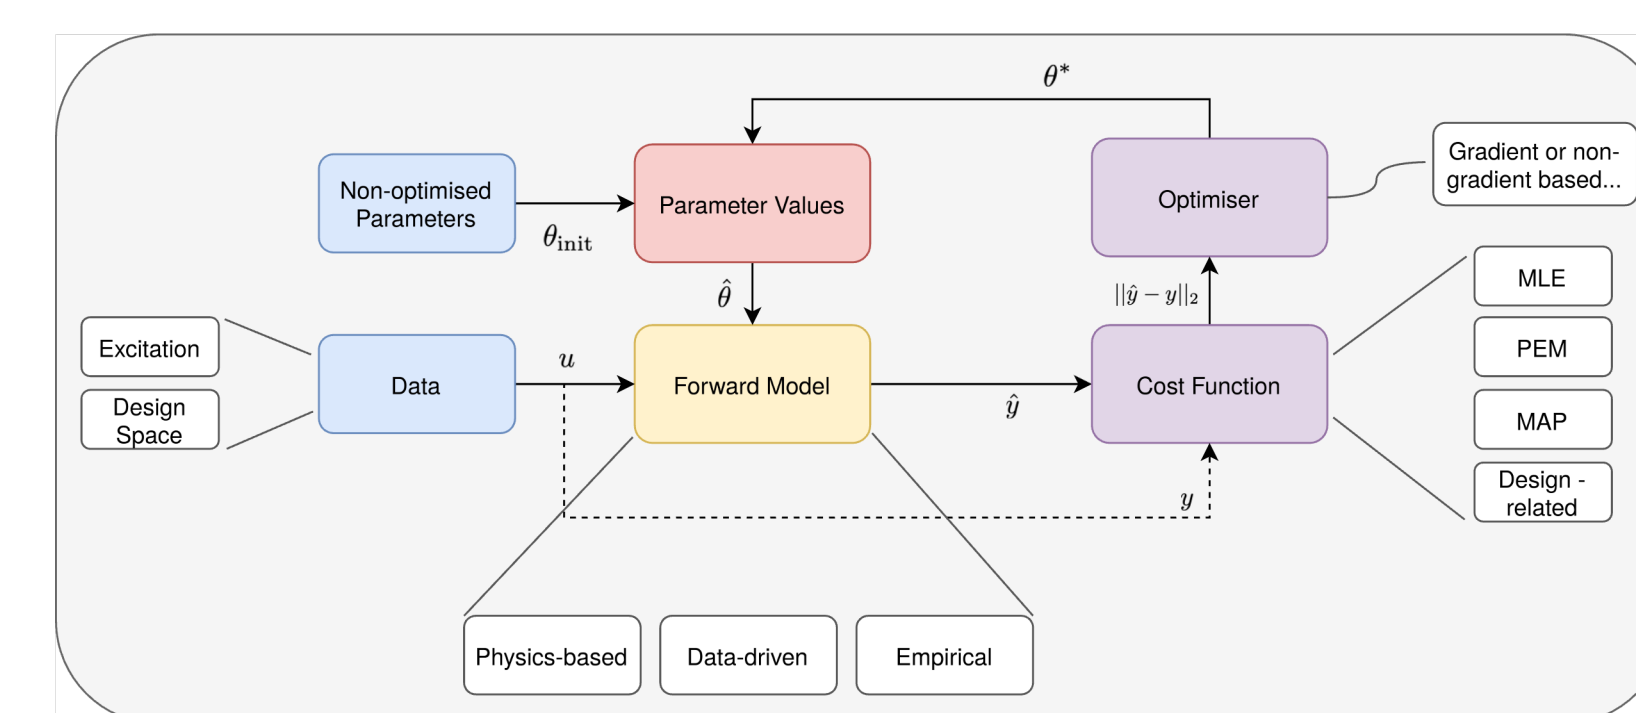 θ*
Non-optimised
Parameters
θinit
Parameter Values
Optimiser
Gradient or non-
gradient based...
θ̂
||ŷ − y||₂
MLE
PEM
MAP
Design -
related
Excitation
Design
Space
Data
u
Forward Model
ŷ
Cost Function
y
Physics-based
Data-driven
Empirical